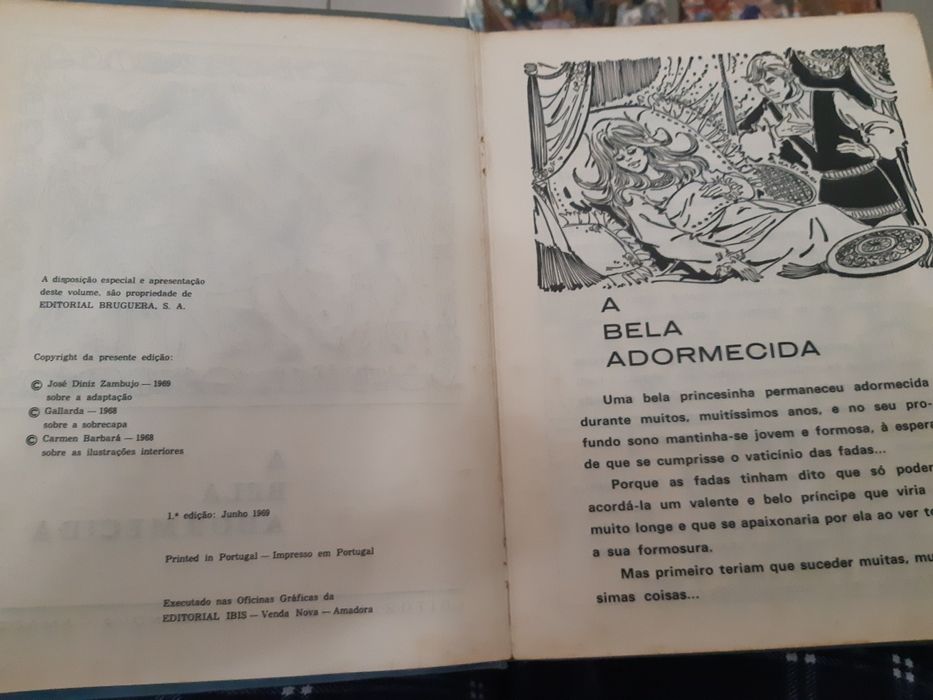 A disposição especial e apresentação
deste volume, são propriedade de
EDITORIAL BRUGUERA, S. A.
Copyright da presente edição:
© José Diniz Zambujo — 1969
sobre a adaptação
© Gallarda — 1968
sobre a sobrecapa
© Carmen Barbará — 1968
sobre as ilustrações interiores
1.ª edição: Junho 1969
Printed in Portugal — Impresso em Portugal
Executado nas Oficinas Gráficas da
EDITORIAL IBIS — Venda Nova — Amadora
A
BELA
ADORMECIDA
Uma bela princesinha permaneceu adormecida
durante muitos, muitíssimos anos, e no seu pro-
fundo sono mantinha-se jovem e formosa, à espera
de que se cumprisse o vaticínio das fadas...
Porque as fadas tinham dito que só poder
acordá-la um valente e belo príncipe que viria
muito longe e que se apaixonaria por ela ao ver
a sua formosura.
Mas primeiro teriam que suceder muitas,
simas coisas...